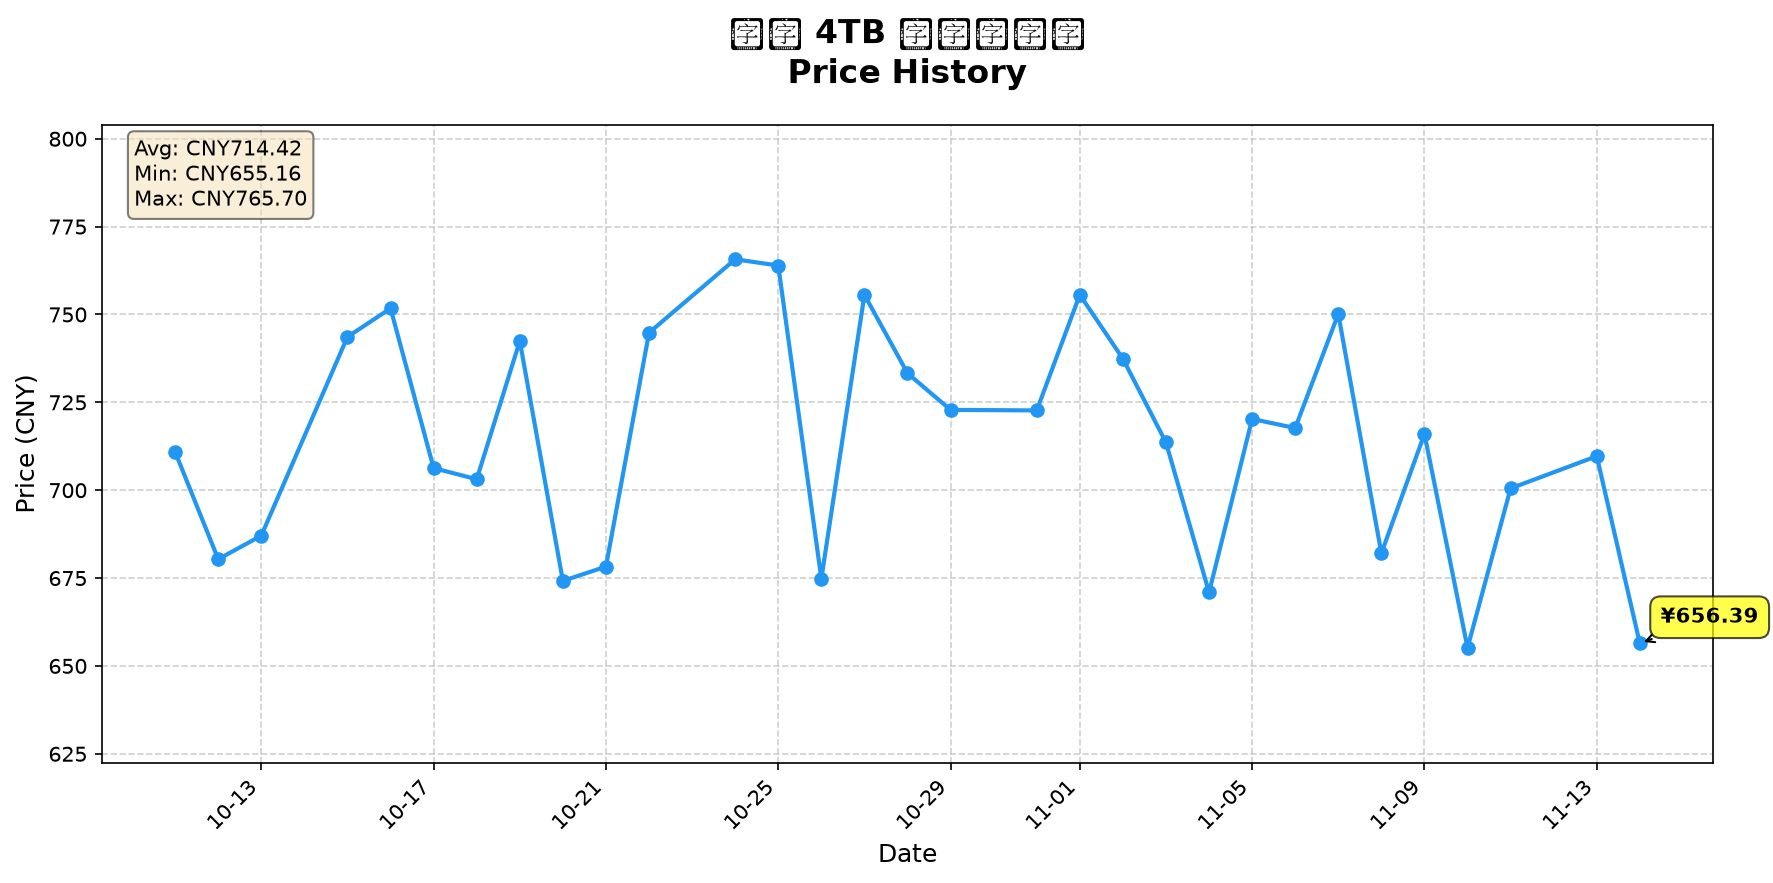 4TB
Price History
Avg: CNY714.42
Min: CNY655.16
Max: CNY765.70
800
775
750
725
700
675
650
625
Price (CNY)
¥656.39
10-13
10-17
10-21
10-25
10-29
11-01
11-05
11-09
11-13
Date